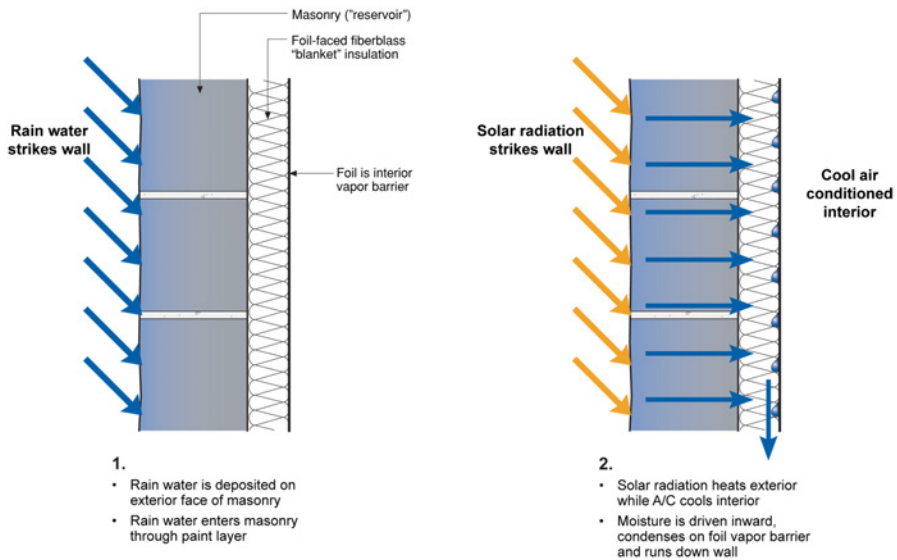 Masonry ("reservoir")
Foil-faced fiberblass
"blanket" insulation
Rain water
strikes wall
Foil is interior
vapor barrier
1.
• Rain water is deposited on
exterior face of masonry
• Rain water enters masonry
through paint layer
Solar radiation
strikes wall
Cool air
conditioned
interior
2.
• Solar radiation heats exterior
while A/C cools interior
• Moisture is driven inward,
condenses on foil vapor barrier
and runs down wall